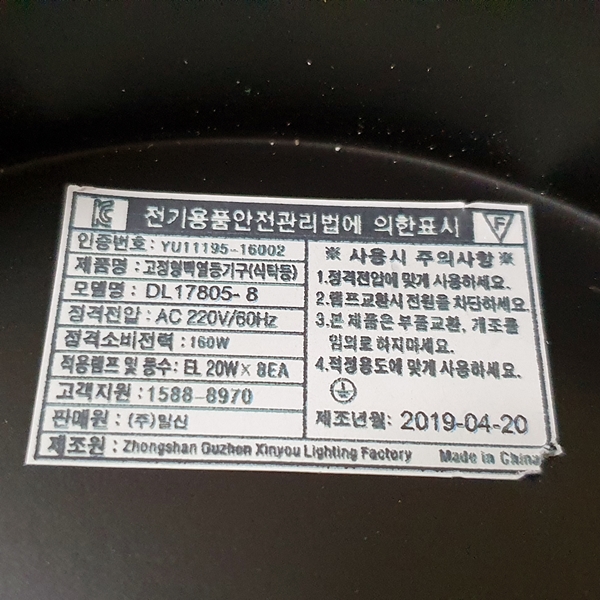 전기용품안전관리법에 의한표시
F
인증번호 : YU11195-16002
제품명 : 고정형백열등기구(식탁등)
모델명 : DL17805-8
정격전압 : AC 220V/60Hz
정격소비전력 : 160W
적용램프 및 등수 : EL 20W×8EA
고객지원 : 1588-8970
판매원 : (주)일신
※ 사용시 주의사항 ※
1.정격전압에 맞게 사용하세요.
2.램프교환시 전원을 차단하세요.
3.본 제품은 부품교환, 개조를
임의로 하지마세요.
4.적정용도에 맞게 사용하세요.
제조년월: 2019-04-20
제조원 : Zhongshan Guzhen Xinyou Lighting Factory Made in China